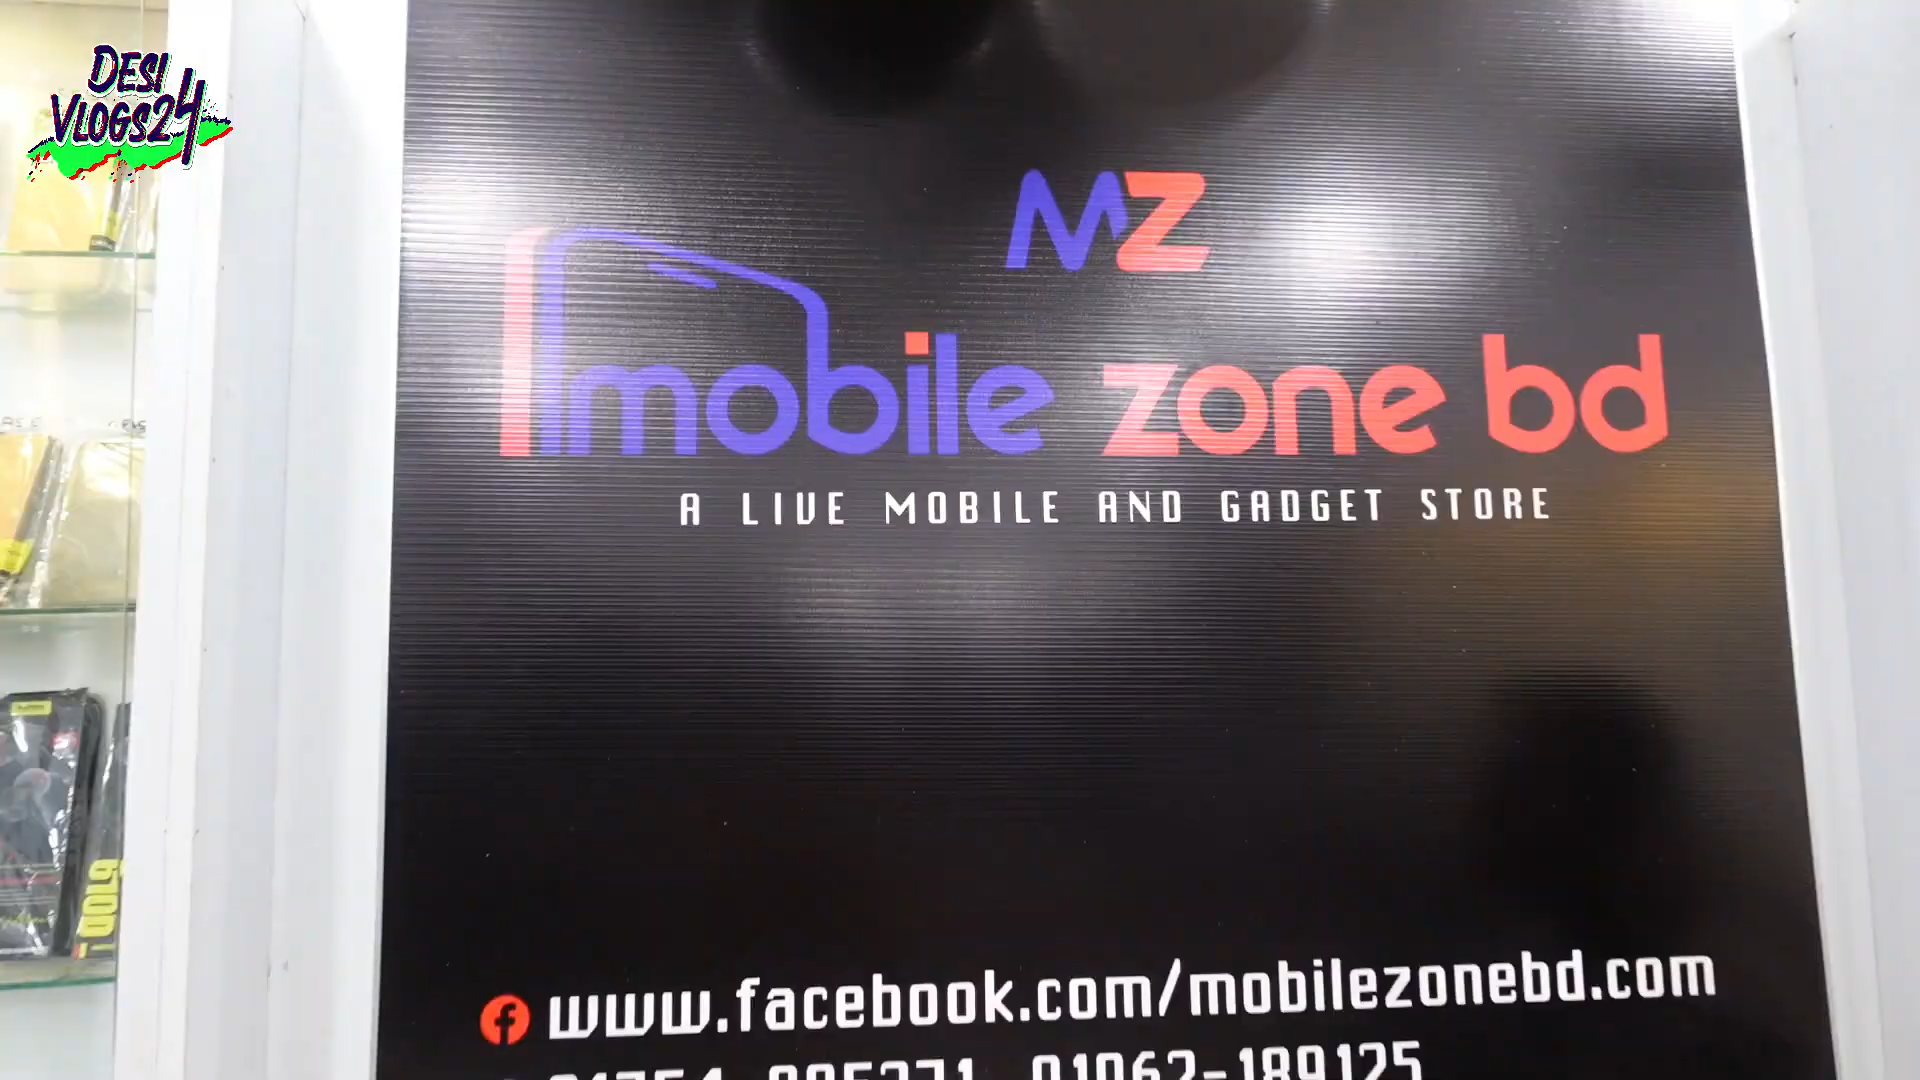 DESI
VLOGS24
MZ
mobile zone bd
A LIVE MOBILE AND GADGET STORE
www.facebook.com/mobilezonebd.com